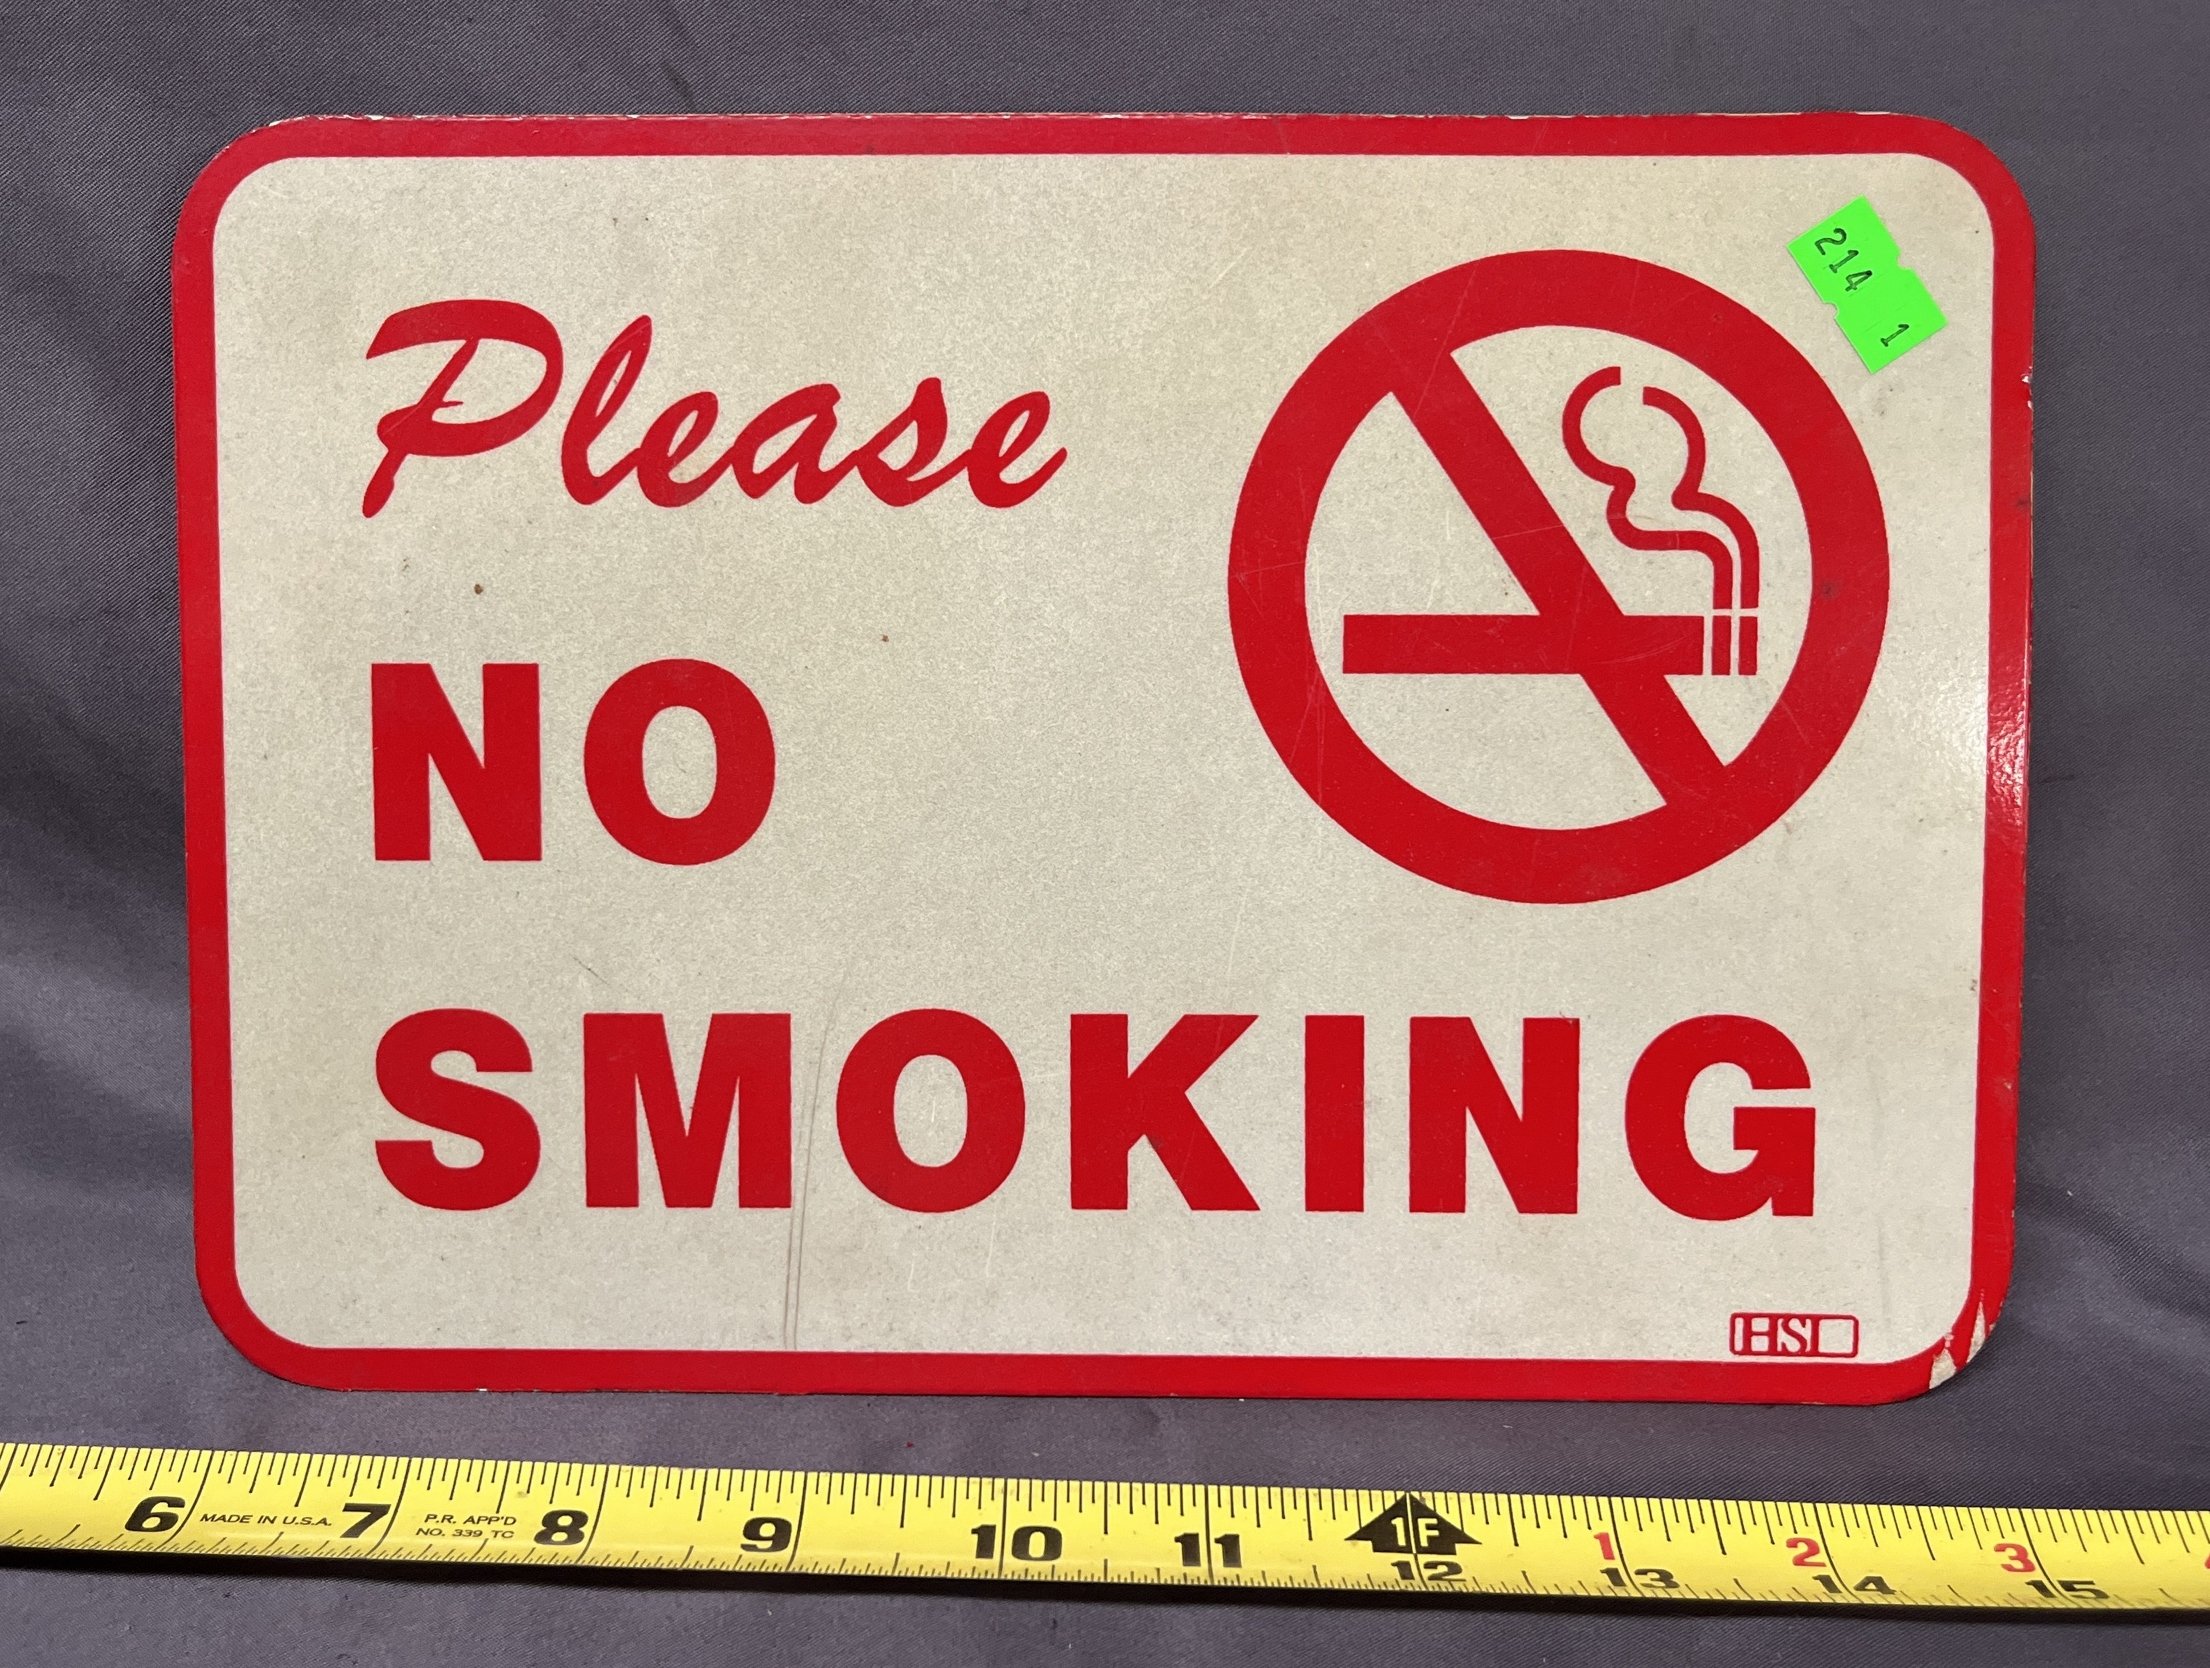 Please
214
1
NO
SMOKING
HSI
6 MADE IN U.S.A. 7 P.R. APP'D 8 9 10 11 1F 1 2 3
NO. 339 TC
12 13 14 15